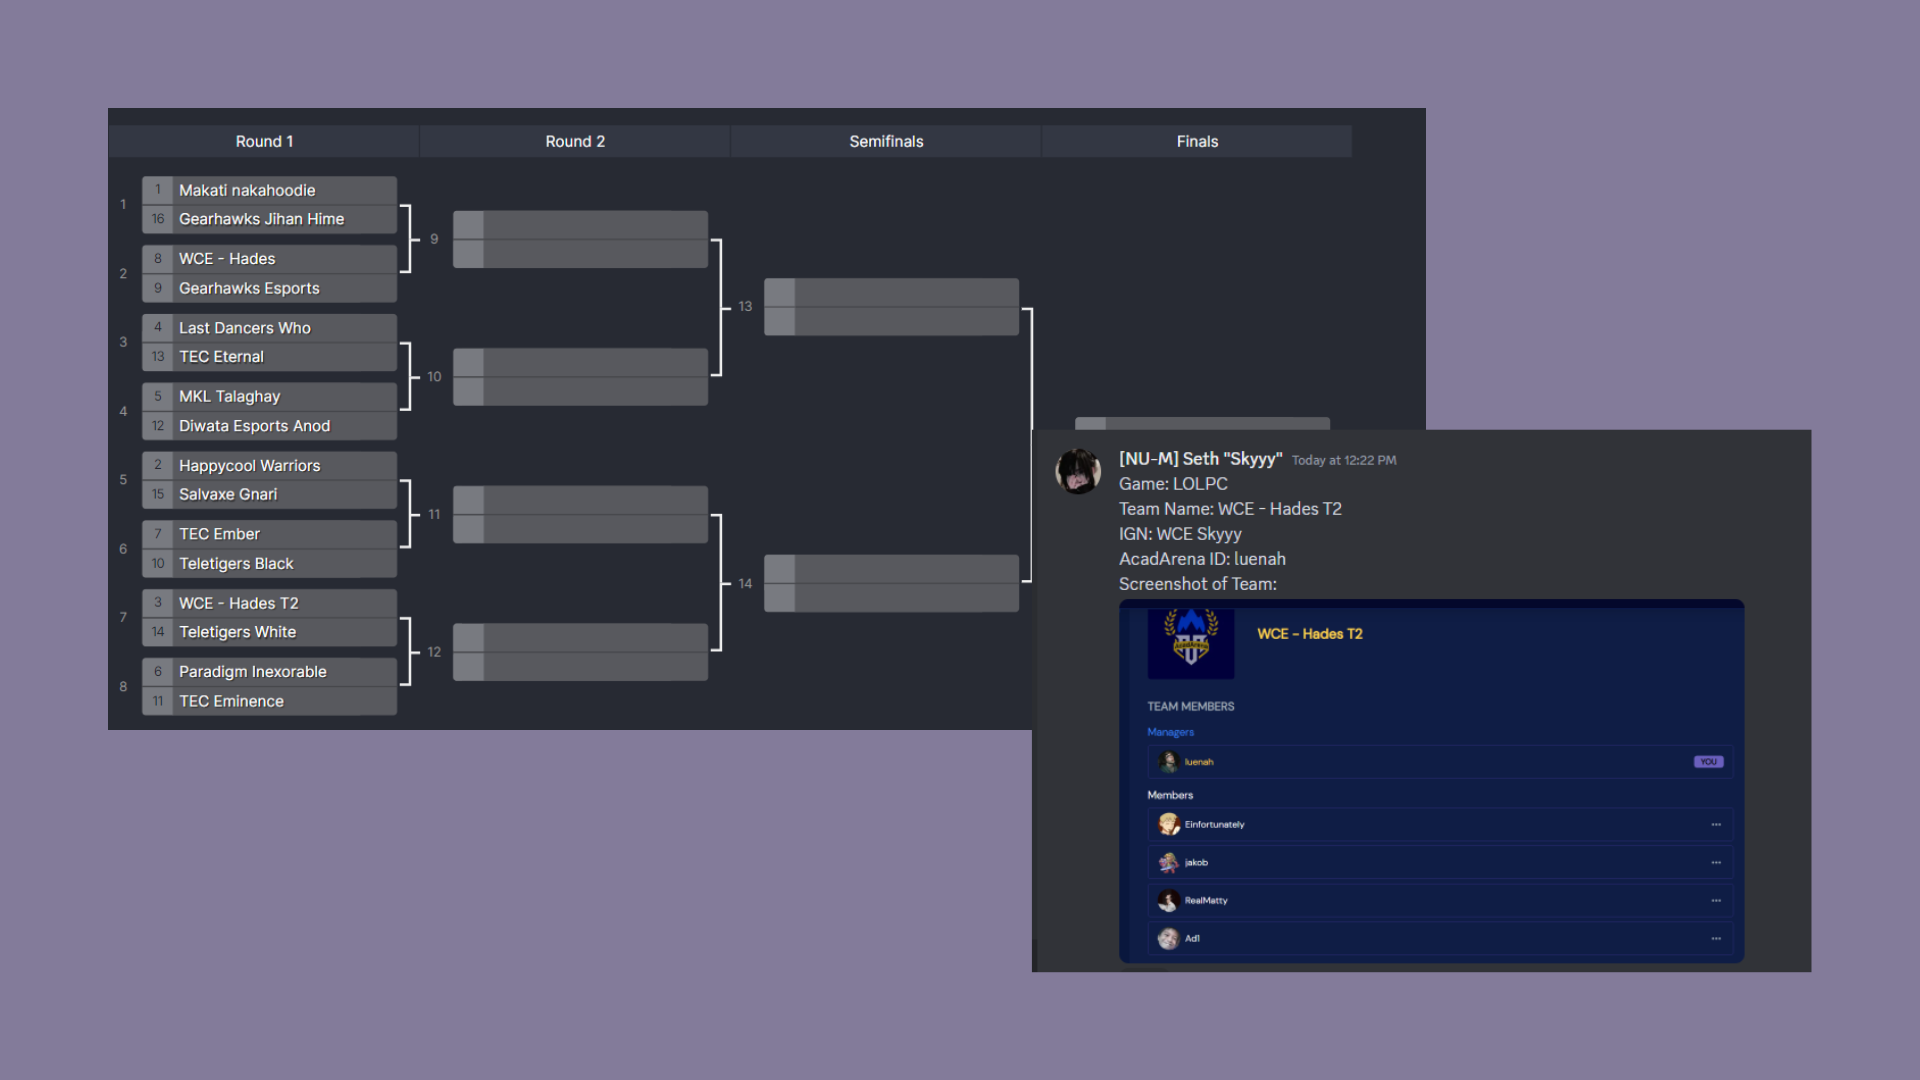 Round 1
Round 2
Semifinals
Finals
1
1 Makati nakahoodie
16 Gearhawks Jihan Hime
2
8 WCE - Hades
9 Gearhawks Esports
3
4 Last Dancers Who
13 TEC Eternal
4
5 MKL Talaghay
12 Diwata Esports Anod
5
2 Happycool Warriors
15 Salvaxe Gnari
6
7 TEC Ember
10 Teletigers Black
7
3 WCE - Hades T2
14 Teletigers White
8
6 Paradigm Inexorable
11 TEC Eminence
9
10
11
12
13
14
[NU-M] Seth "Skyyy" Today at 12:22 PM
Game: LOLPC
Team Name: WCE - Hades T2
IGN: WCE Skyyy
AcadArena ID: luenah
Screenshot of Team:
WCE - Hades T2
TEAM MEMBERS
Managers
luenah YOU
Members
Einfortunately
jakob
RealMatty
Ad1